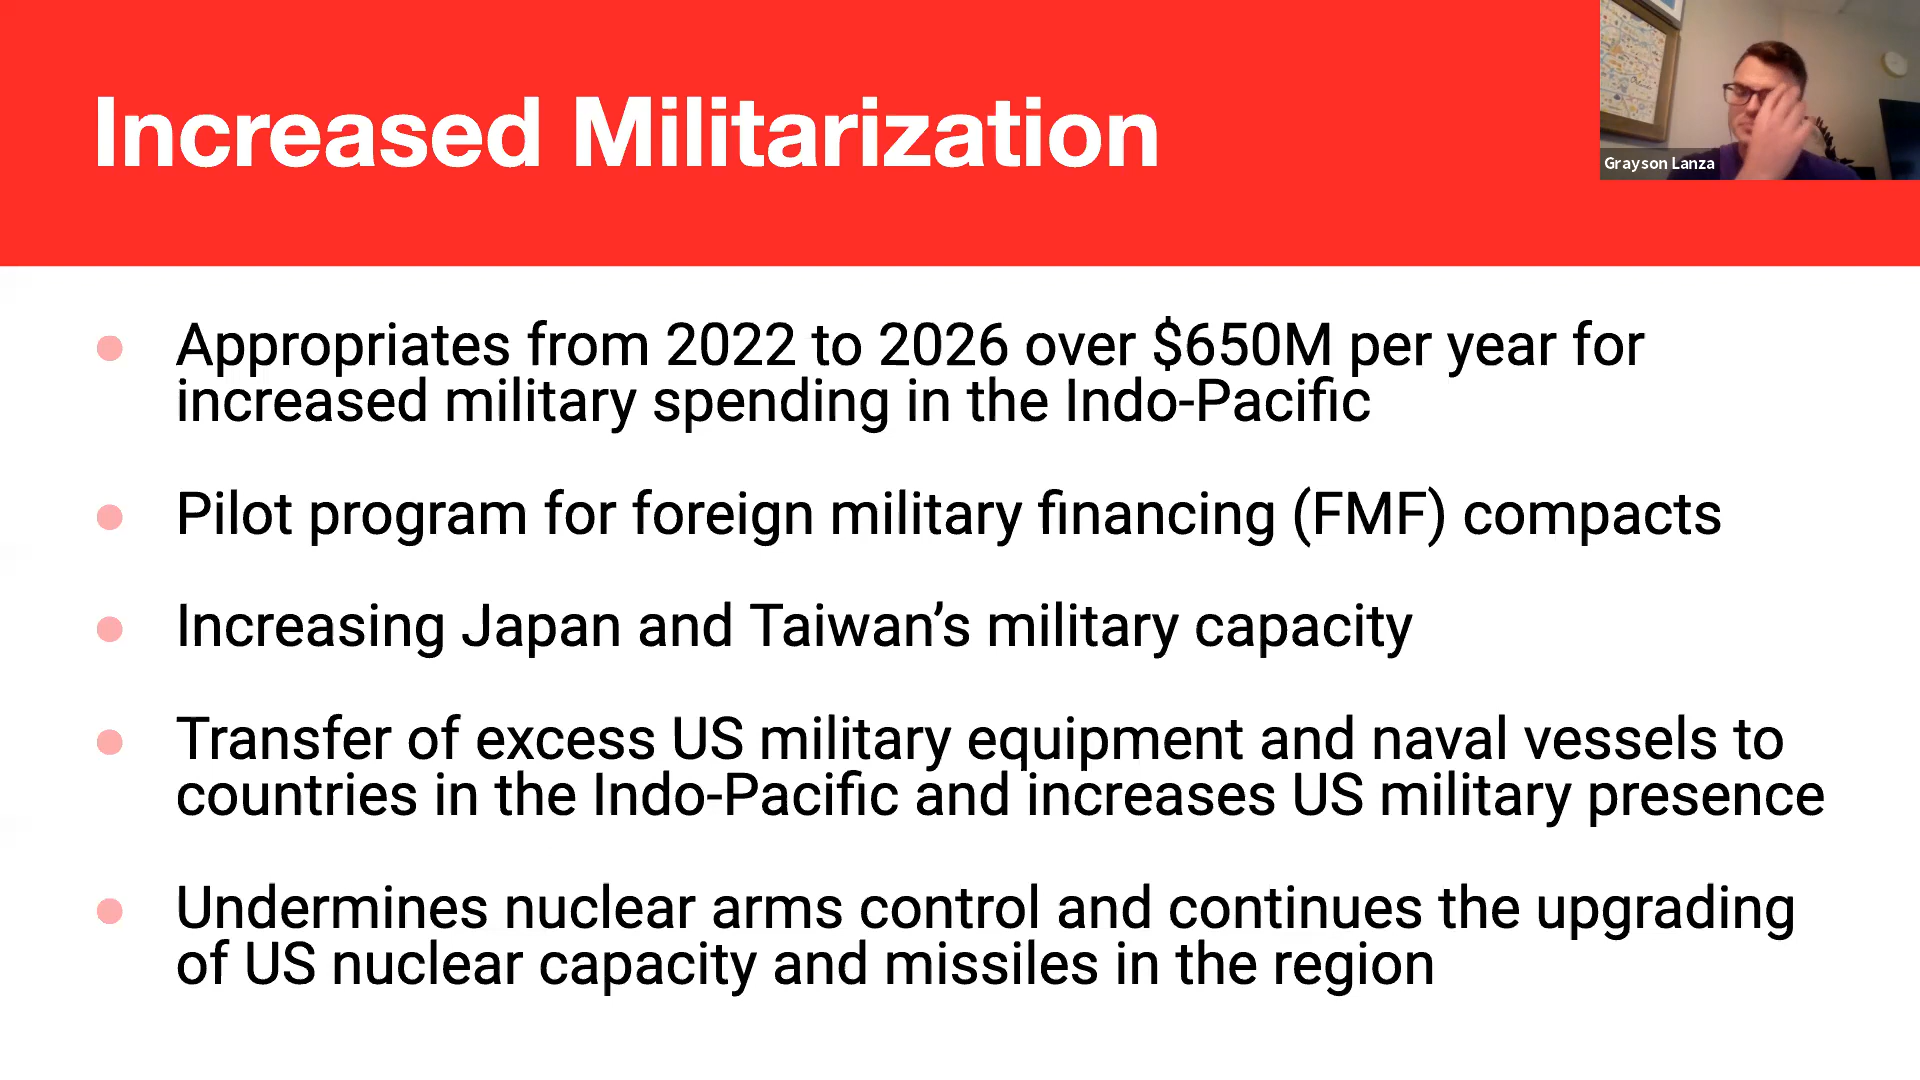 Increased Militarization
Grayson Lanza
● Appropriates from 2022 to 2026 over $650M per year for
increased military spending in the Indo-Pacific
● Pilot program for foreign military financing (FMF) compacts
● Increasing Japan and Taiwan’s military capacity
● Transfer of excess US military equipment and naval vessels to
countries in the Indo-Pacific and increases US military presence
● Undermines nuclear arms control and continues the upgrading
of US nuclear capacity and missiles in the region